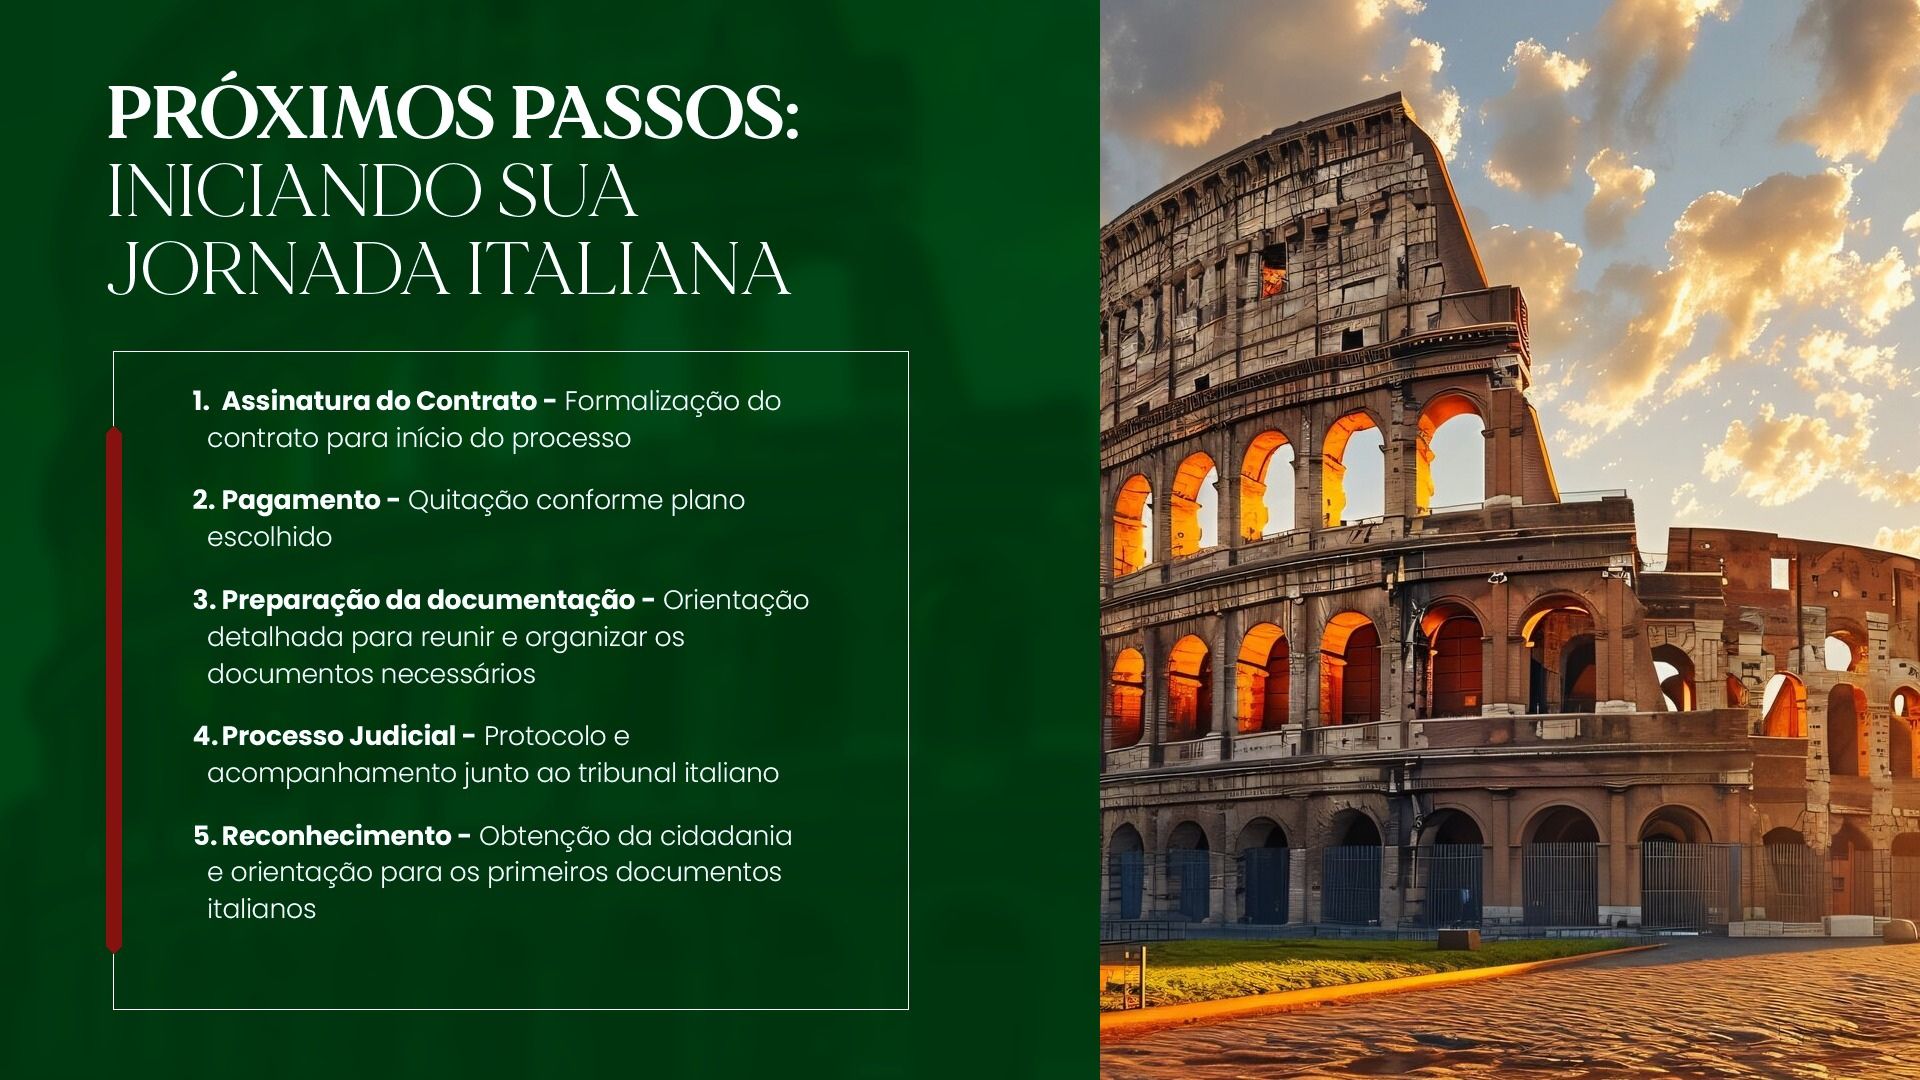 PRÓXIMOS PASSOS:
INICIANDO SUA
JORNADA ITALIANA
1. Assinatura do Contrato - Formalização do
contrato para início do processo
2. Pagamento - Quitação conforme plano
escolhido
3. Preparação da documentação - Orientação
detalhada para reunir e organizar os
documentos necessários
4. Processo Judicial - Protocolo e
acompanhamento junto ao tribunal italiano
5. Reconhecimento - Obtenção da cidadania
e orientação para os primeiros documentos
italianos